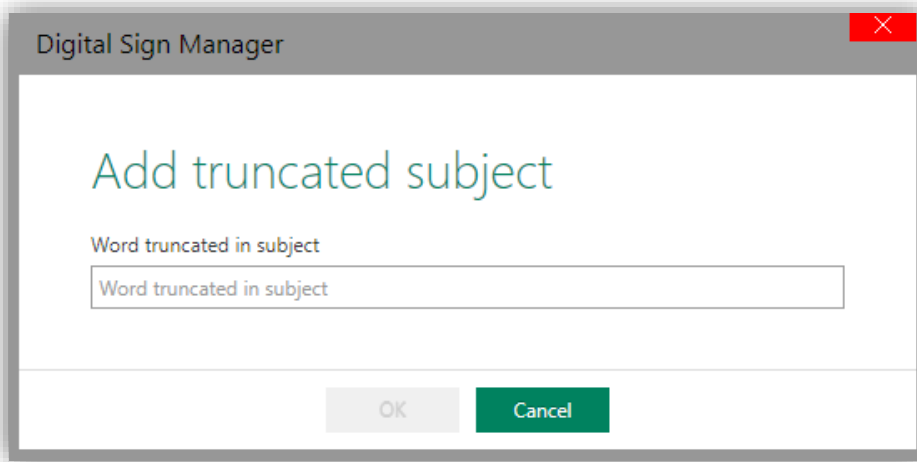 Digital Sign Manager
Add truncated subject
Word truncated in subject
Word truncated in subject
OK
Cancel